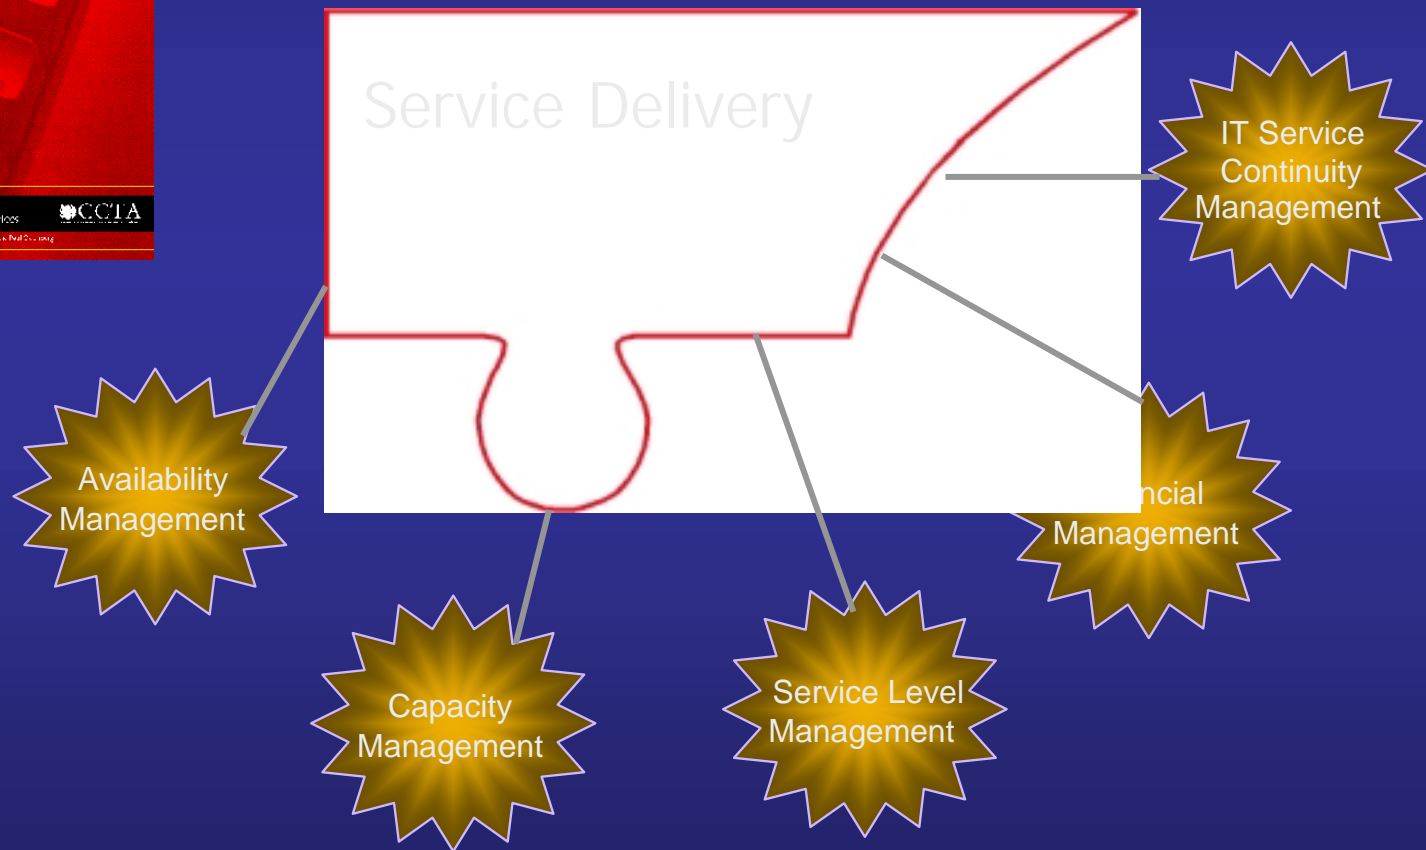 Service Delivery
IT Service
Continuity
Management
CCTA
Availability
Management
ncial
Management
Service Level
Management
Capacity
Management